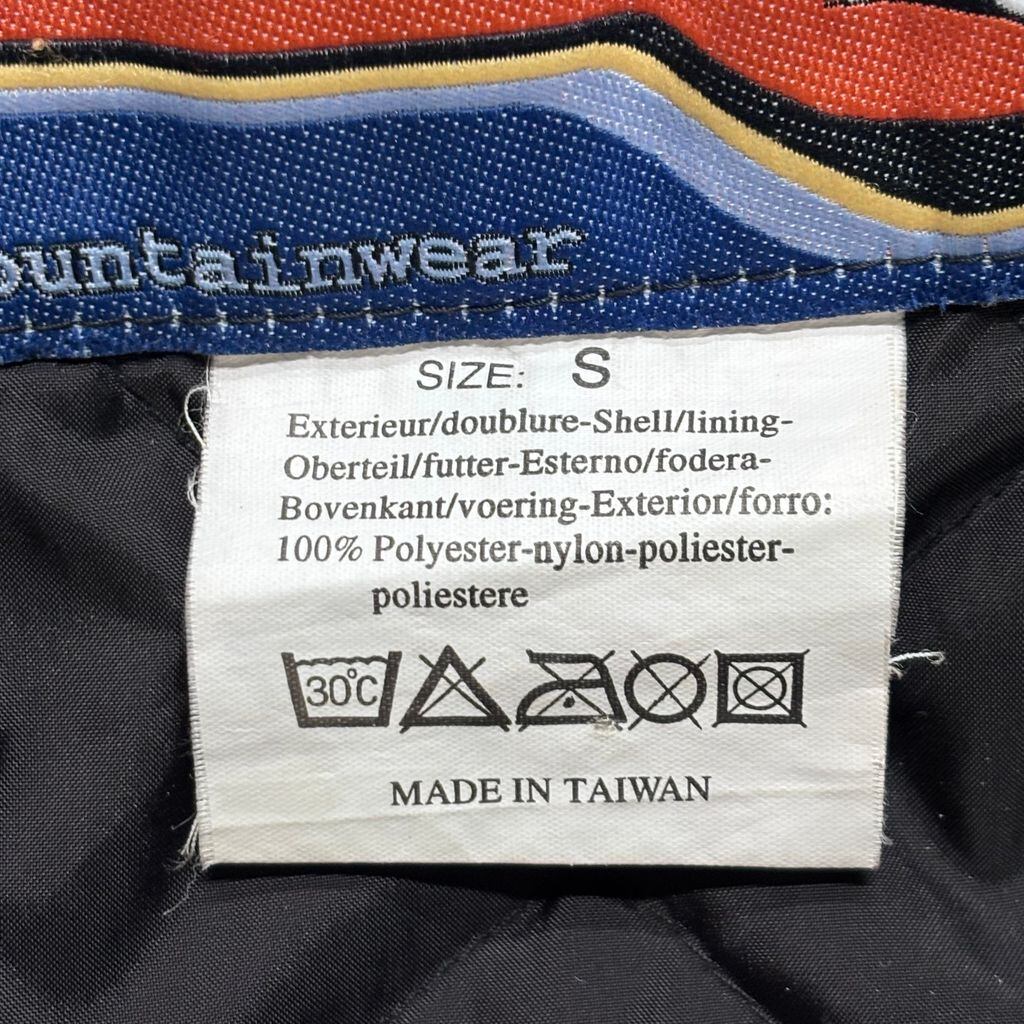 ountainwear
SIZE: S
Exterieur/doublure-Shell/lining-
Oberteil/futter-Esterno/fodera-
Bovenkant/voering-Exterior/forro:
100% Polyester-nylon-poliester-
poliestere
30°C
MADE IN TAIWAN